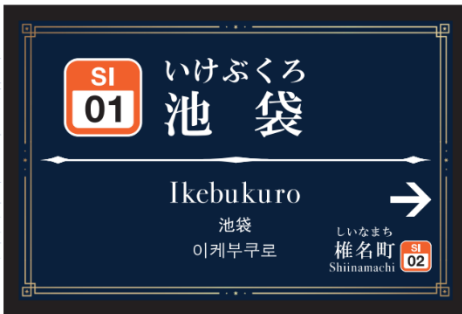 SI
01
いけぶくろ
池袋
Ikebukuro
池袋
이케부쿠로
しいなまち
椎名町
Shiinamachi
SI
02